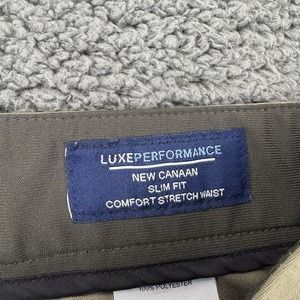 LUXEPERFORMANCE
NEW CANAAN
SLIM FIT
COMFORT STRETCH WAIST
100% POLYESTER